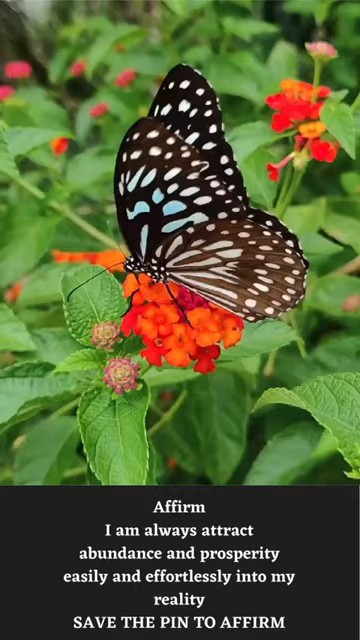 Affirm
I am always attract
abundance and prosperity
easily and effortlessly into my
reality
SAVE THE PIN TO AFFIRM